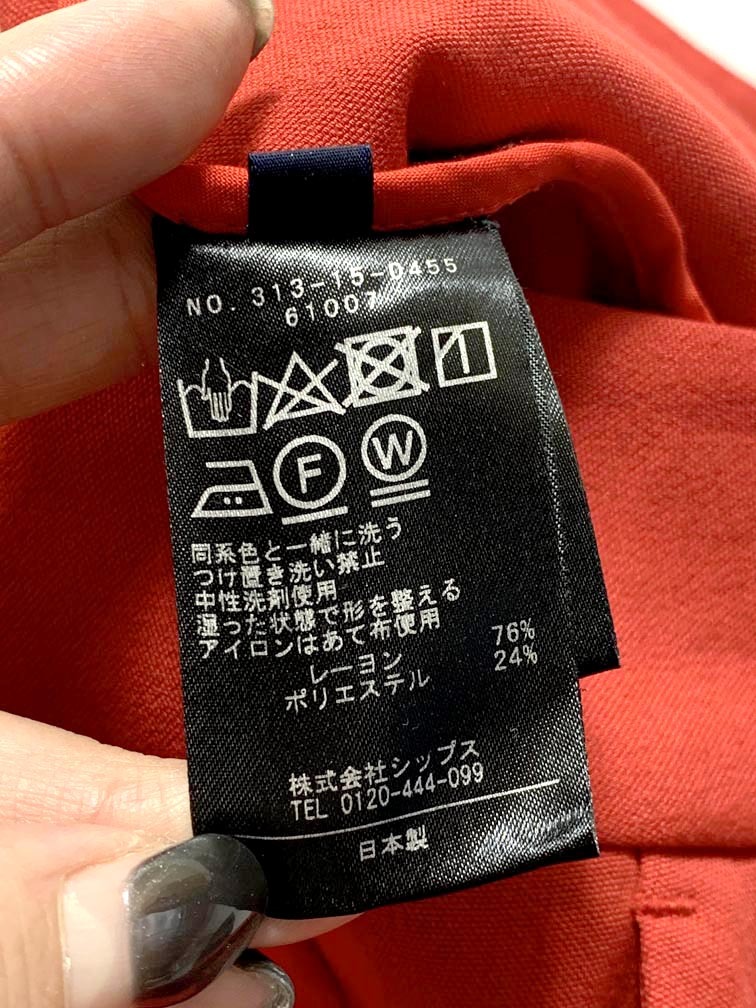 NO. 313-15-0455
61007
F
W
同系色と一緒に洗う
つけ置き洗い禁止
中性洗剤使用
湿った状態で形を整える
アイロンはあて布使用
レーヨン 76%
ポリエステル 24%
株式会社シップス
TEL 0120-444-099
日本製